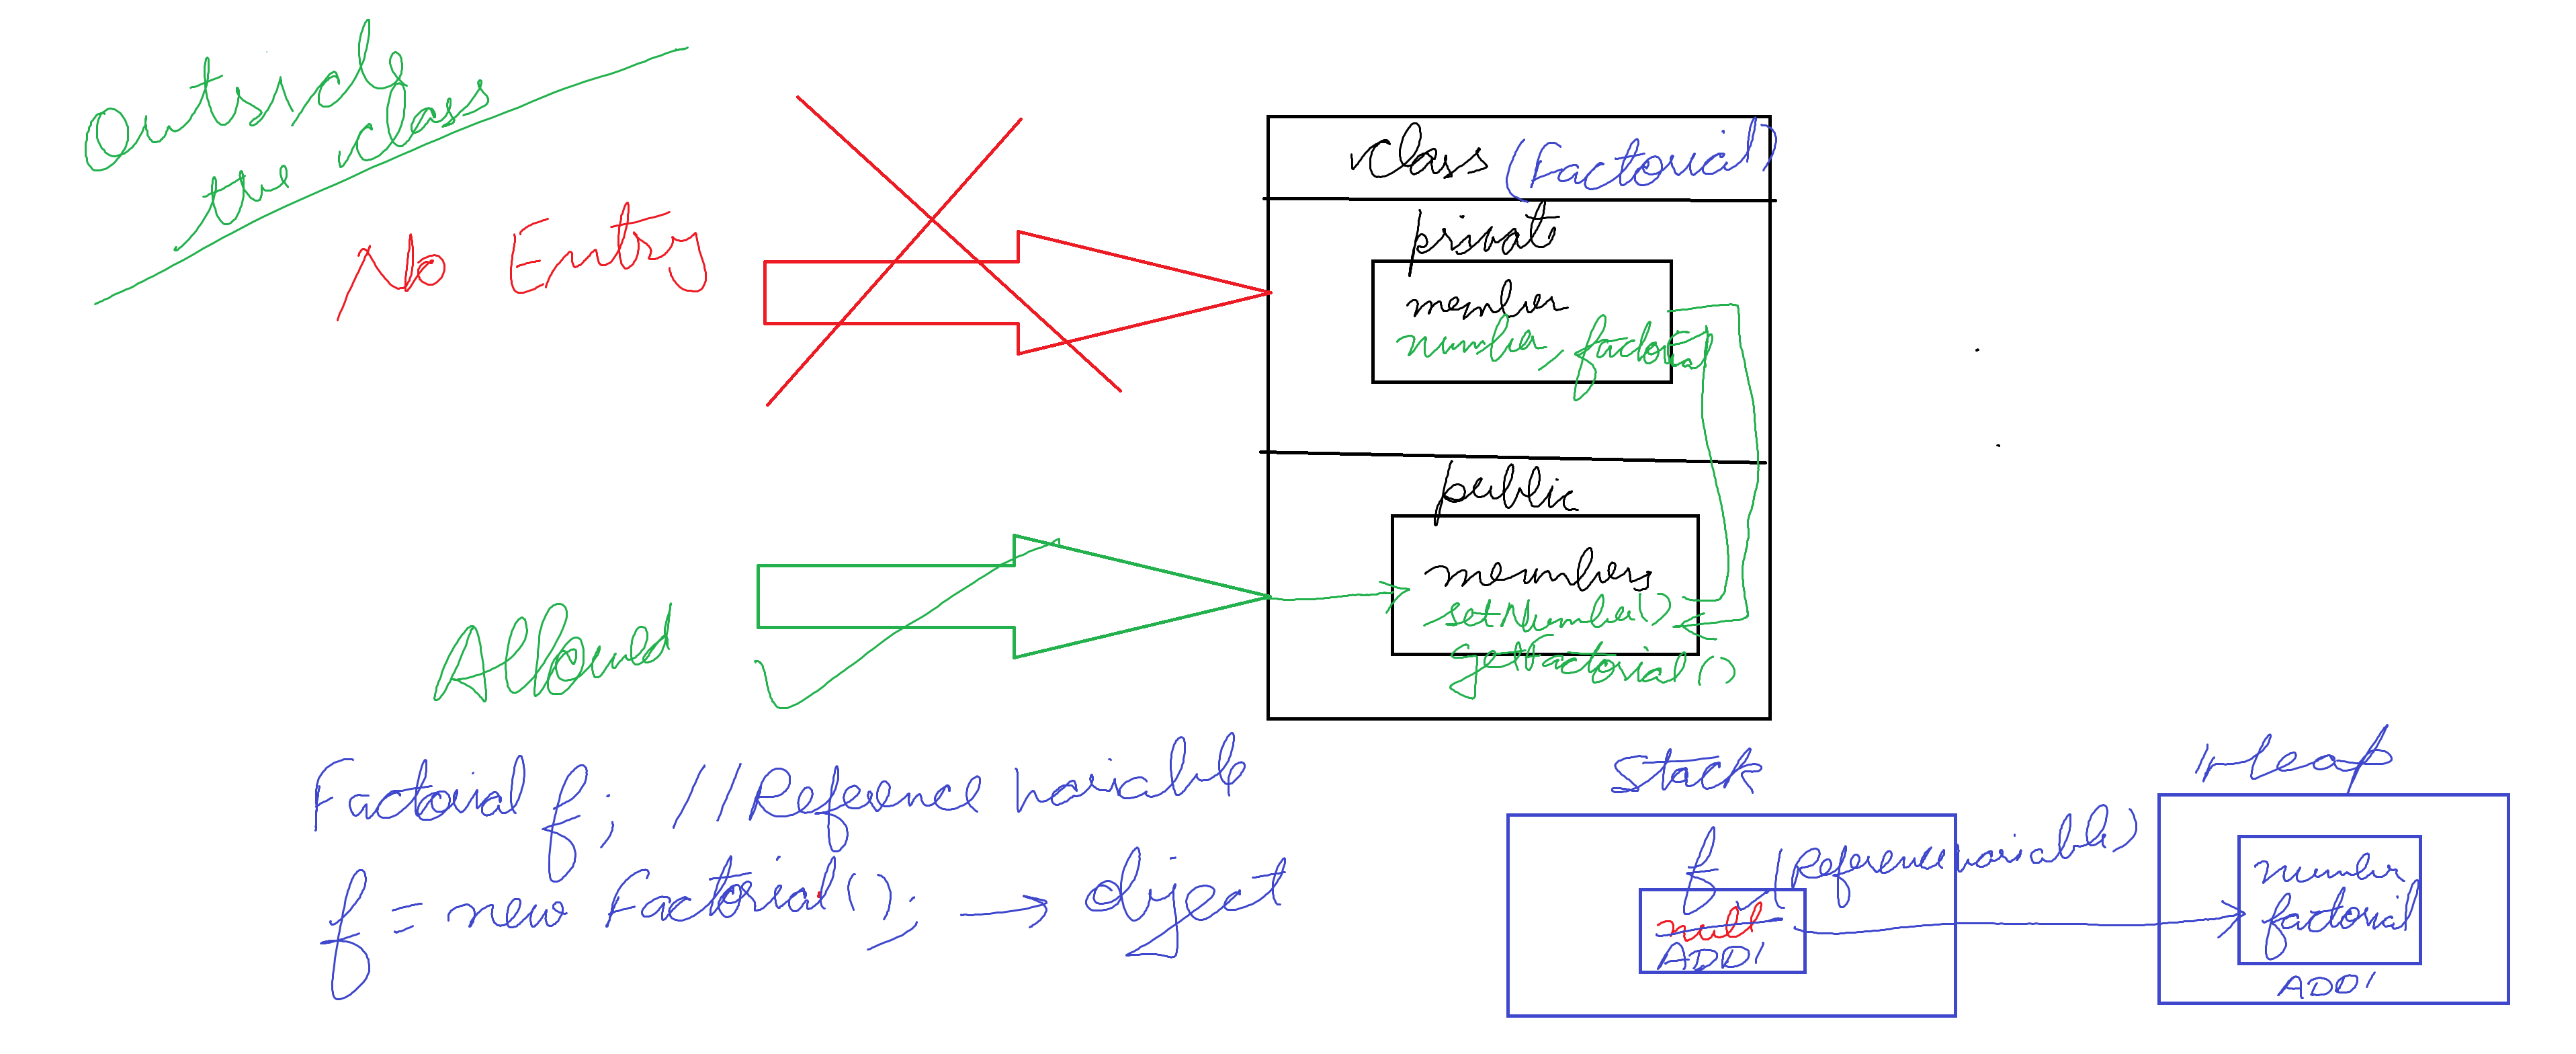 Outside
the class
No Entry
class (Factorial)
private
member
number, factorial
public
members
setNumber()
getFactorial()
Allowed
Factorial f; // Reference variable
f = new Factorial(); → object
Stack
f (Reference variable)
null
ADD1
Heap
number
factorial
ADD1